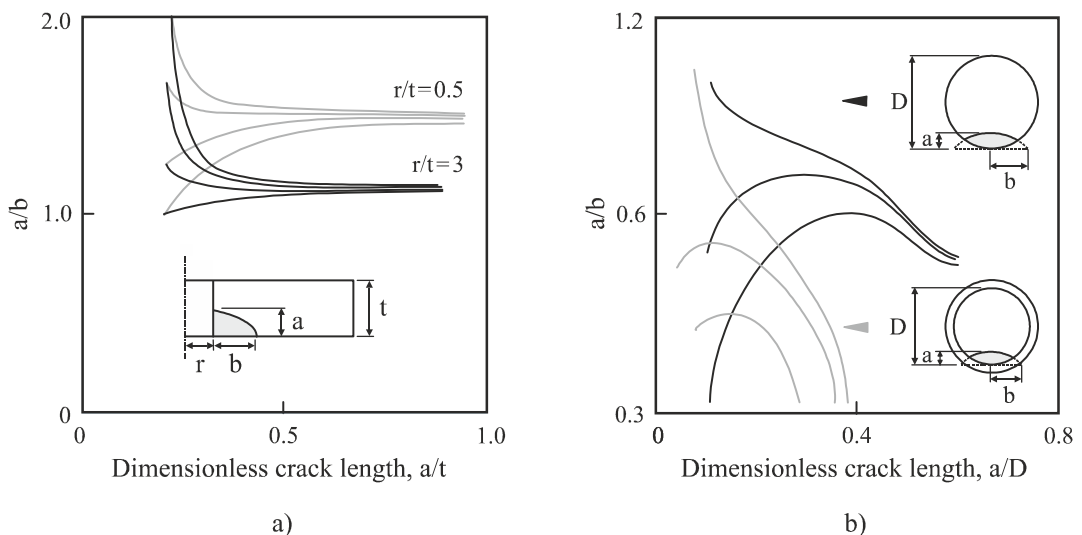 2.0
r/t=0.5
r/t=3
1.0
a/b
a
t
r
b
0
0
0.5
1.0
Dimensionless crack length, a/t
a)
1.2
D
a
b
0.6
a/b
D
a
b
0.3
0
0.4
0.8
Dimensionless crack length, a/D
b)